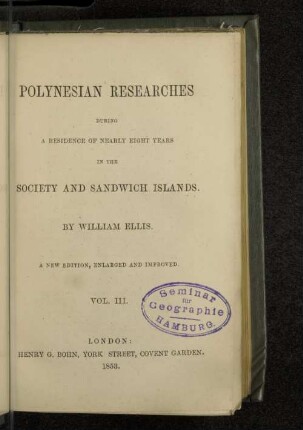 POLYNESIAN RESEARCHES
DURING
A RESIDENCE OF NEARLY EIGHT YEARS
IN THE
SOCIETY AND SANDWICH ISLANDS.
BY WILLIAM ELLIS.
A NEW EDITION, ENLARGED AND IMPROVED.
VOL. III.
Seminar
für
Geographie
HAMBURG
LONDON:
HENRY G. BOHN, YORK STREET, COVENT GARDEN.
1853.